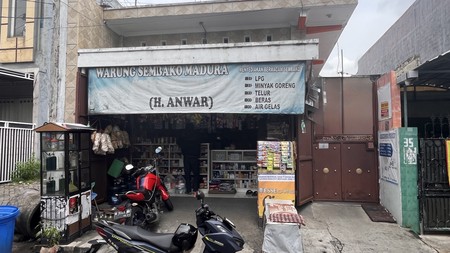 WARUNG SEMBAKO MADURA
(H. ANWAR)
LPG
MINYAK GORENG
TELUR
BERAS
AIR GELAS
35